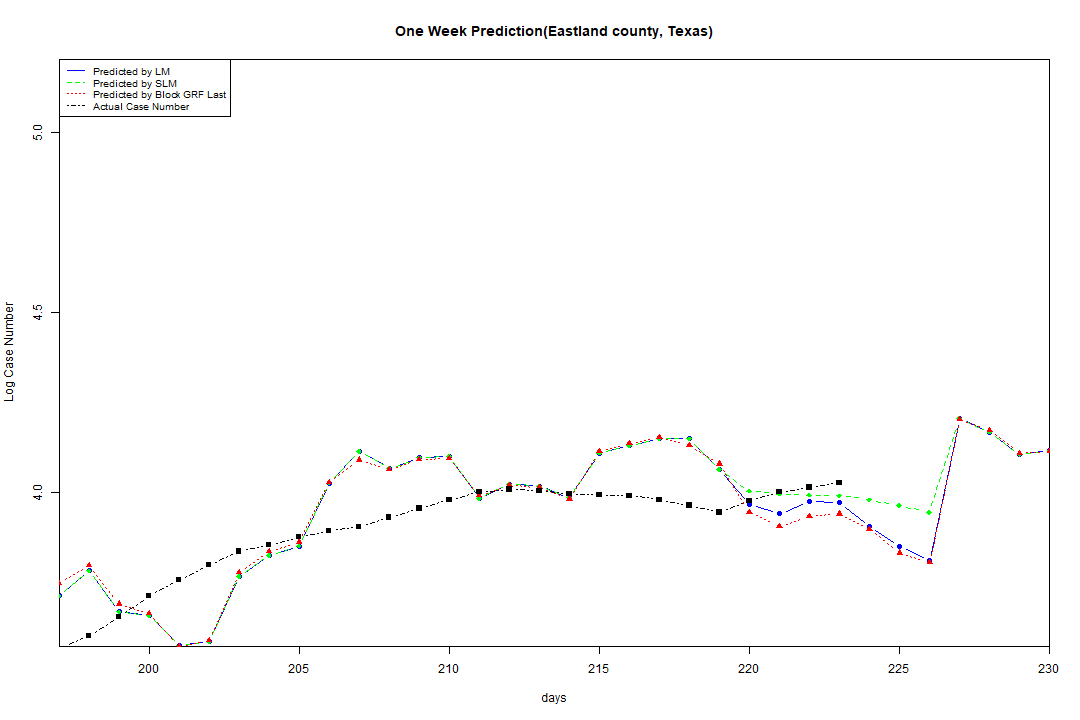 One Week Prediction(Eastland county, Texas)
Predicted by LM
Predicted by SLM
Predicted by Block GRF Last
Actual Case Number
5.0
4.5
4.0
Log Case Number
200 205 210 215 220 225 230
days